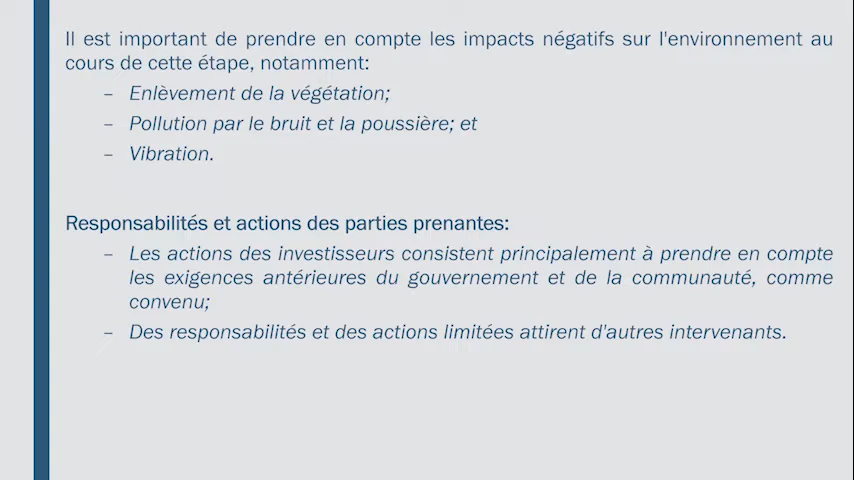 Il est important de prendre en compte les impacts négatifs sur l'environnement au
cours de cette étape, notamment:
– Enlèvement de la végétation;
– Pollution par le bruit et la poussière; et
– Vibration.
Responsabilités et actions des parties prenantes:
– Les actions des investisseurs consistent principalement à prendre en compte
les exigences antérieures du gouvernement et de la communauté, comme
convenu;
– Des responsabilités et des actions limitées attirent d'autres intervenants.